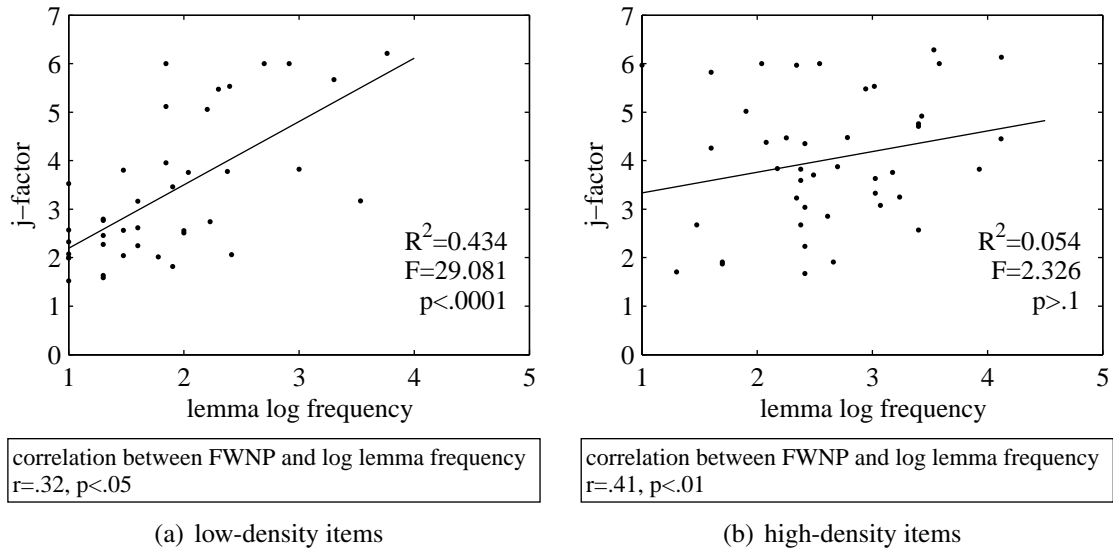 7
6
5
4
3
2
1
0
j−factor
R²=0.434
F=29.081
p<.0001
1 2 3 4 5
lemma log frequency
correlation between FWNP and log lemma frequency
r=.32, p<.05
(a) low-density items
7
6
5
4
3
2
1
0
j−factor
R²=0.054
F=2.326
p>.1
1 2 3 4 5
lemma log frequency
correlation between FWNP and log lemma frequency
r=.41, p<.01
(b) high-density items